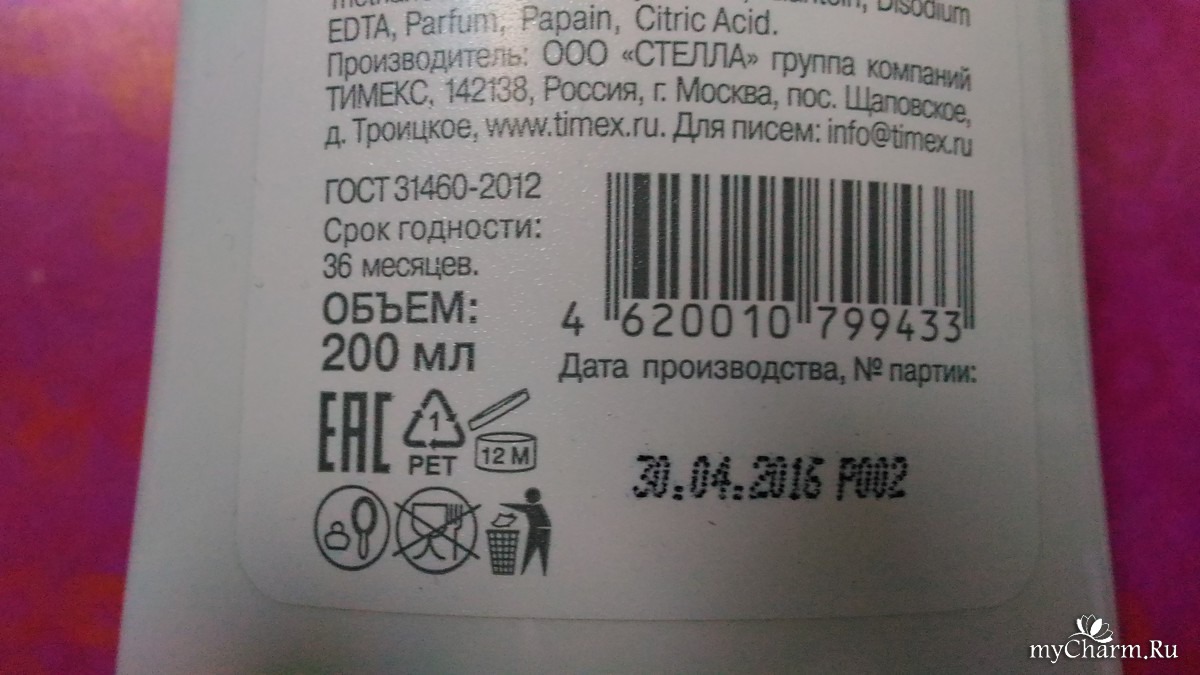 Disodium
EDTA, Parfum, Papain, Citric Acid.
Производитель: ООО «СТЕЛЛА» группа компаний
ТИМЕКС, 142138, Россия, г. Москва, пос. Щаповское,
д. Троицкое, www.timex.ru. Для писем: info@timex.ru
ГОСТ 31460-2012
Срок годности:
36 месяцев.
ОБЪЕМ:
200 мл
4 620010 799433
Дата производства, № партии:
EAC 1 PET 12 M
30.04.2016 P002
myCharm.Ru